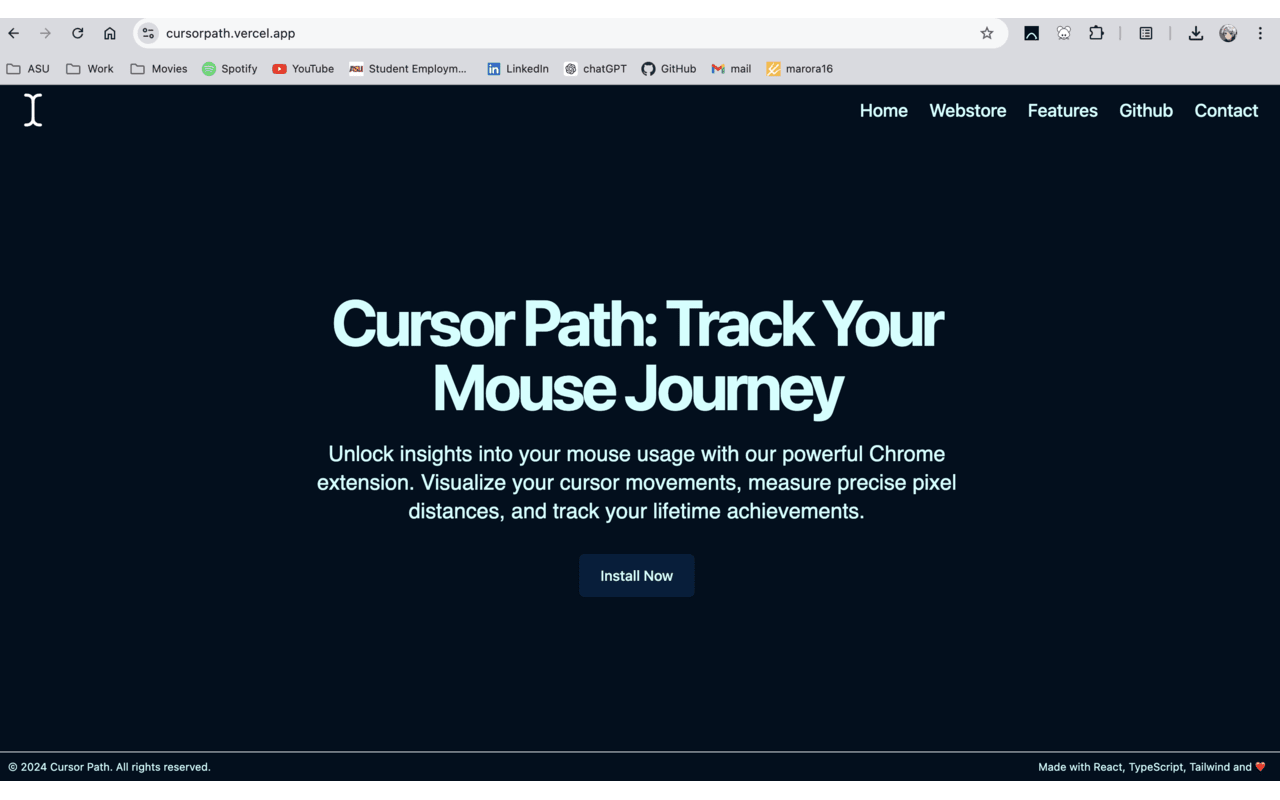 cursorpath.vercel.app
ASU Work Movies Spotify YouTube Student Employm... LinkedIn chatGPT GitHub mail marora16
Home Webstore Features Github Contact
Cursor Path: Track Your
Mouse Journey
Unlock insights into your mouse usage with our powerful Chrome
extension. Visualize your cursor movements, measure precise pixel
distances, and track your lifetime achievements.
Install Now
© 2024 Cursor Path. All rights reserved.
Made with React, TypeScript, Tailwind and ❤️